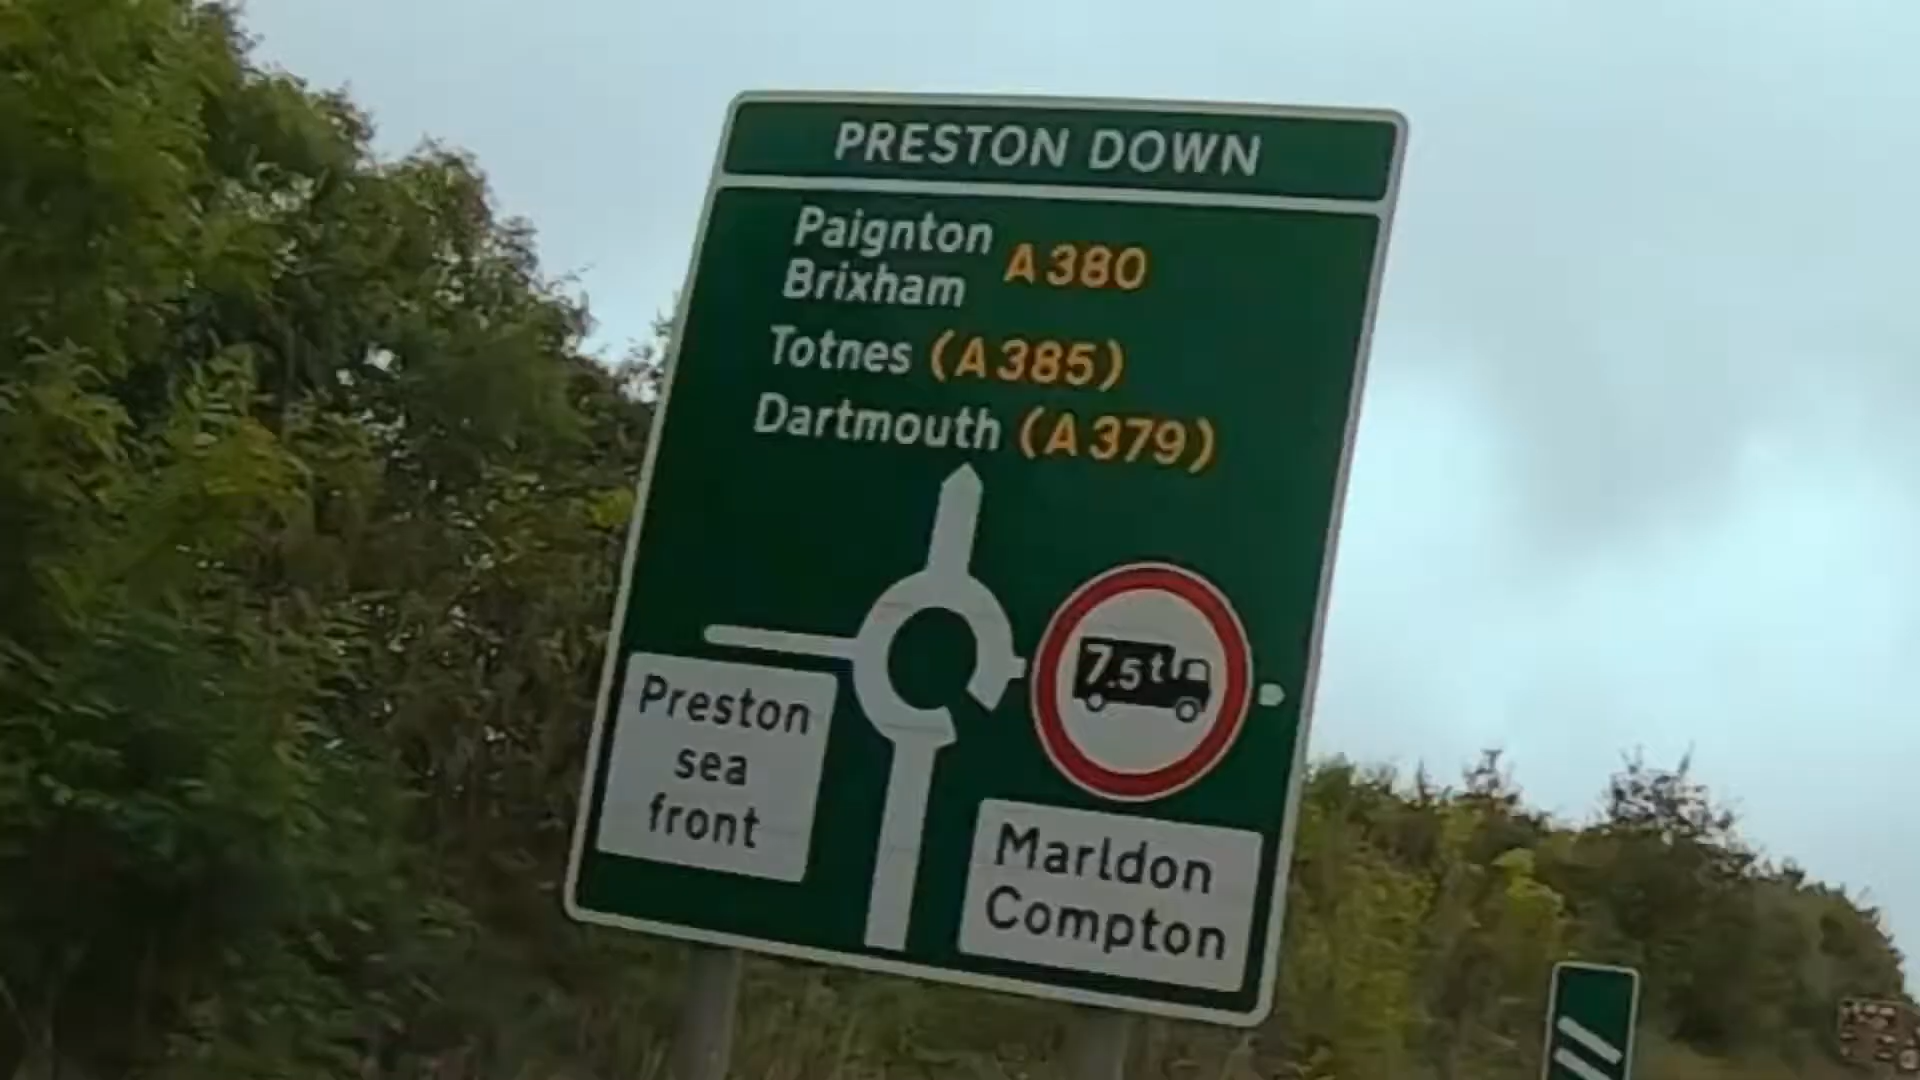 PRESTON DOWN
Paignton
Brixham
A380
Totnes (A385)
Dartmouth (A379)
7.5t
Preston
sea
front
Marldon
Compton